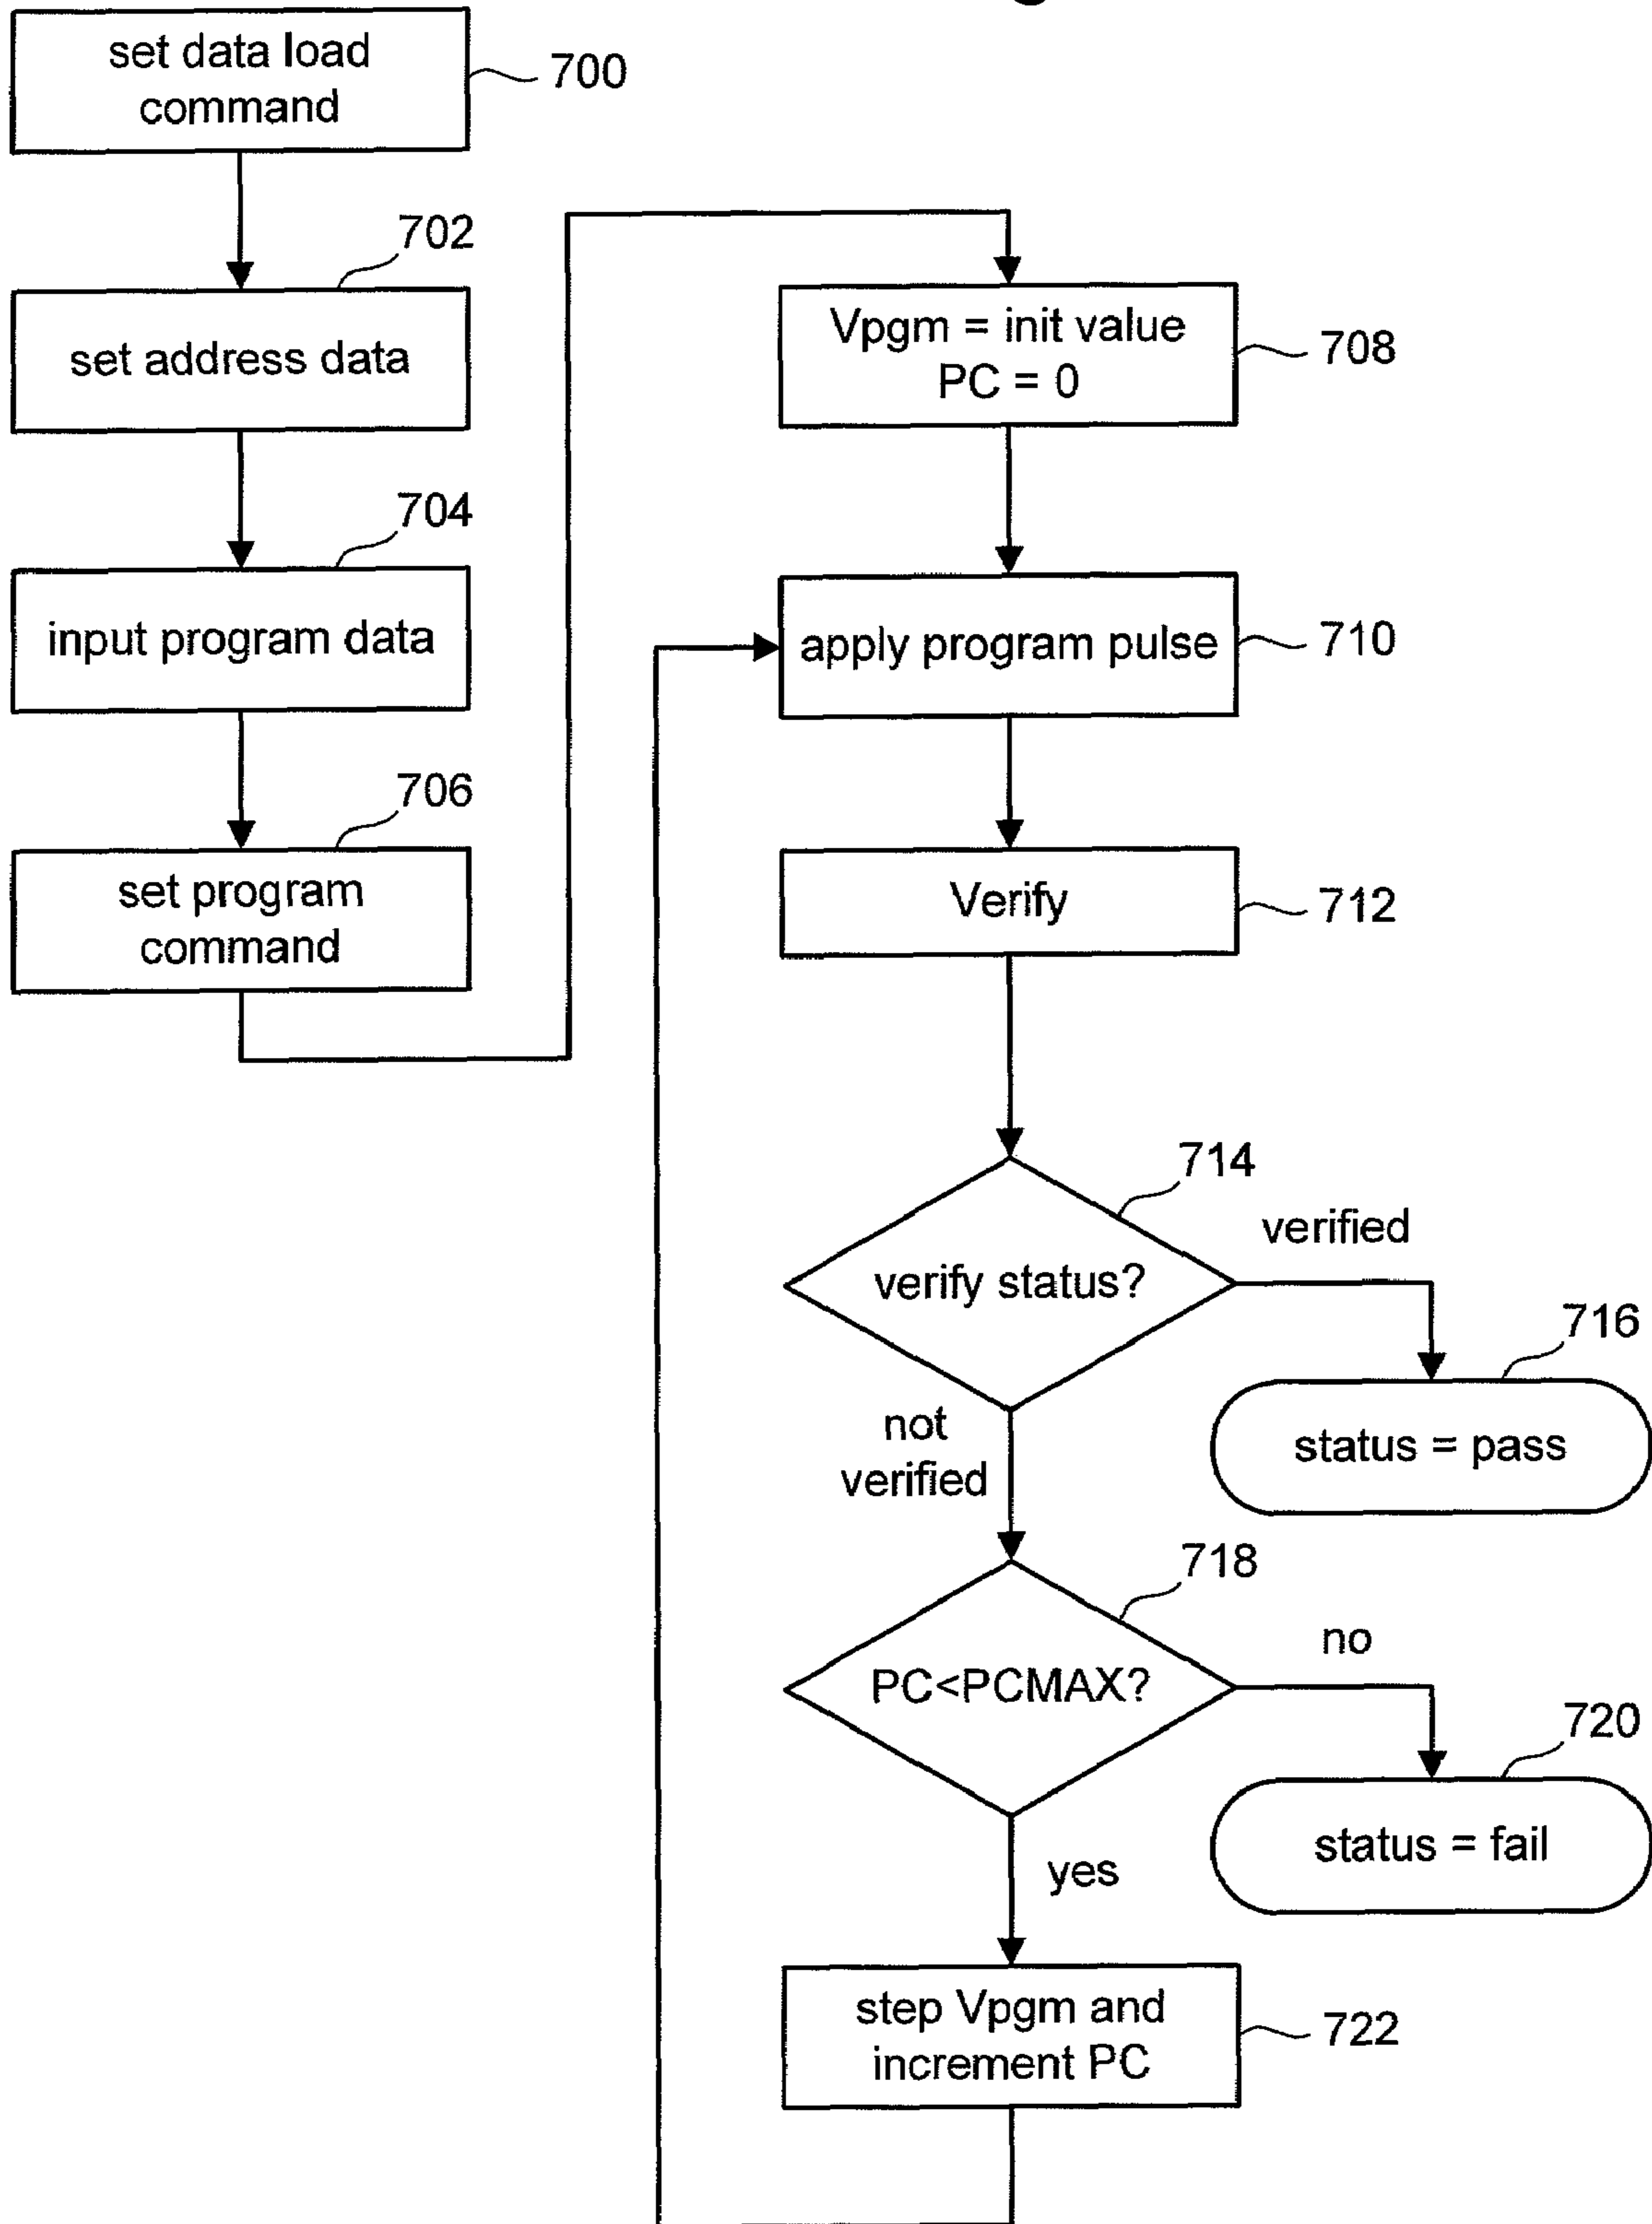 set data load
command
700
702
set address data
704
input program data
706
set program
command
Vpgm = init value
PC = 0
708
apply program pulse
710
Verify
712
714
verify status?
verified
716
status = pass
not
verified
718
PC<PCMAX?
no
720
status = fail
yes
step Vpgm and
increment PC
722